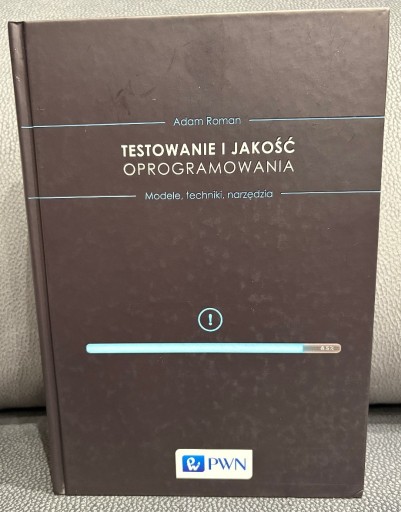 Adam Roman
TESTOWANIE I JAKOŚĆ
OPROGRAMOWANIA
Modele, techniki, narzędzia
!
PWN